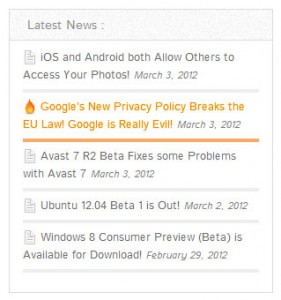 Latest News :
iOS and Android both Allow Others to
Access Your Photos! March 3, 2012
Google's New Privacy Policy Breaks the
EU Law! Google is Really Evil! March 3, 2012
Avast 7 R2 Beta Fixes some Problems
with Avast 7 March 3, 2012
Ubuntu 12.04 Beta 1 is Out! March 2, 2012
Windows 8 Consumer Preview (Beta) is
Available for Download! February 29, 2012